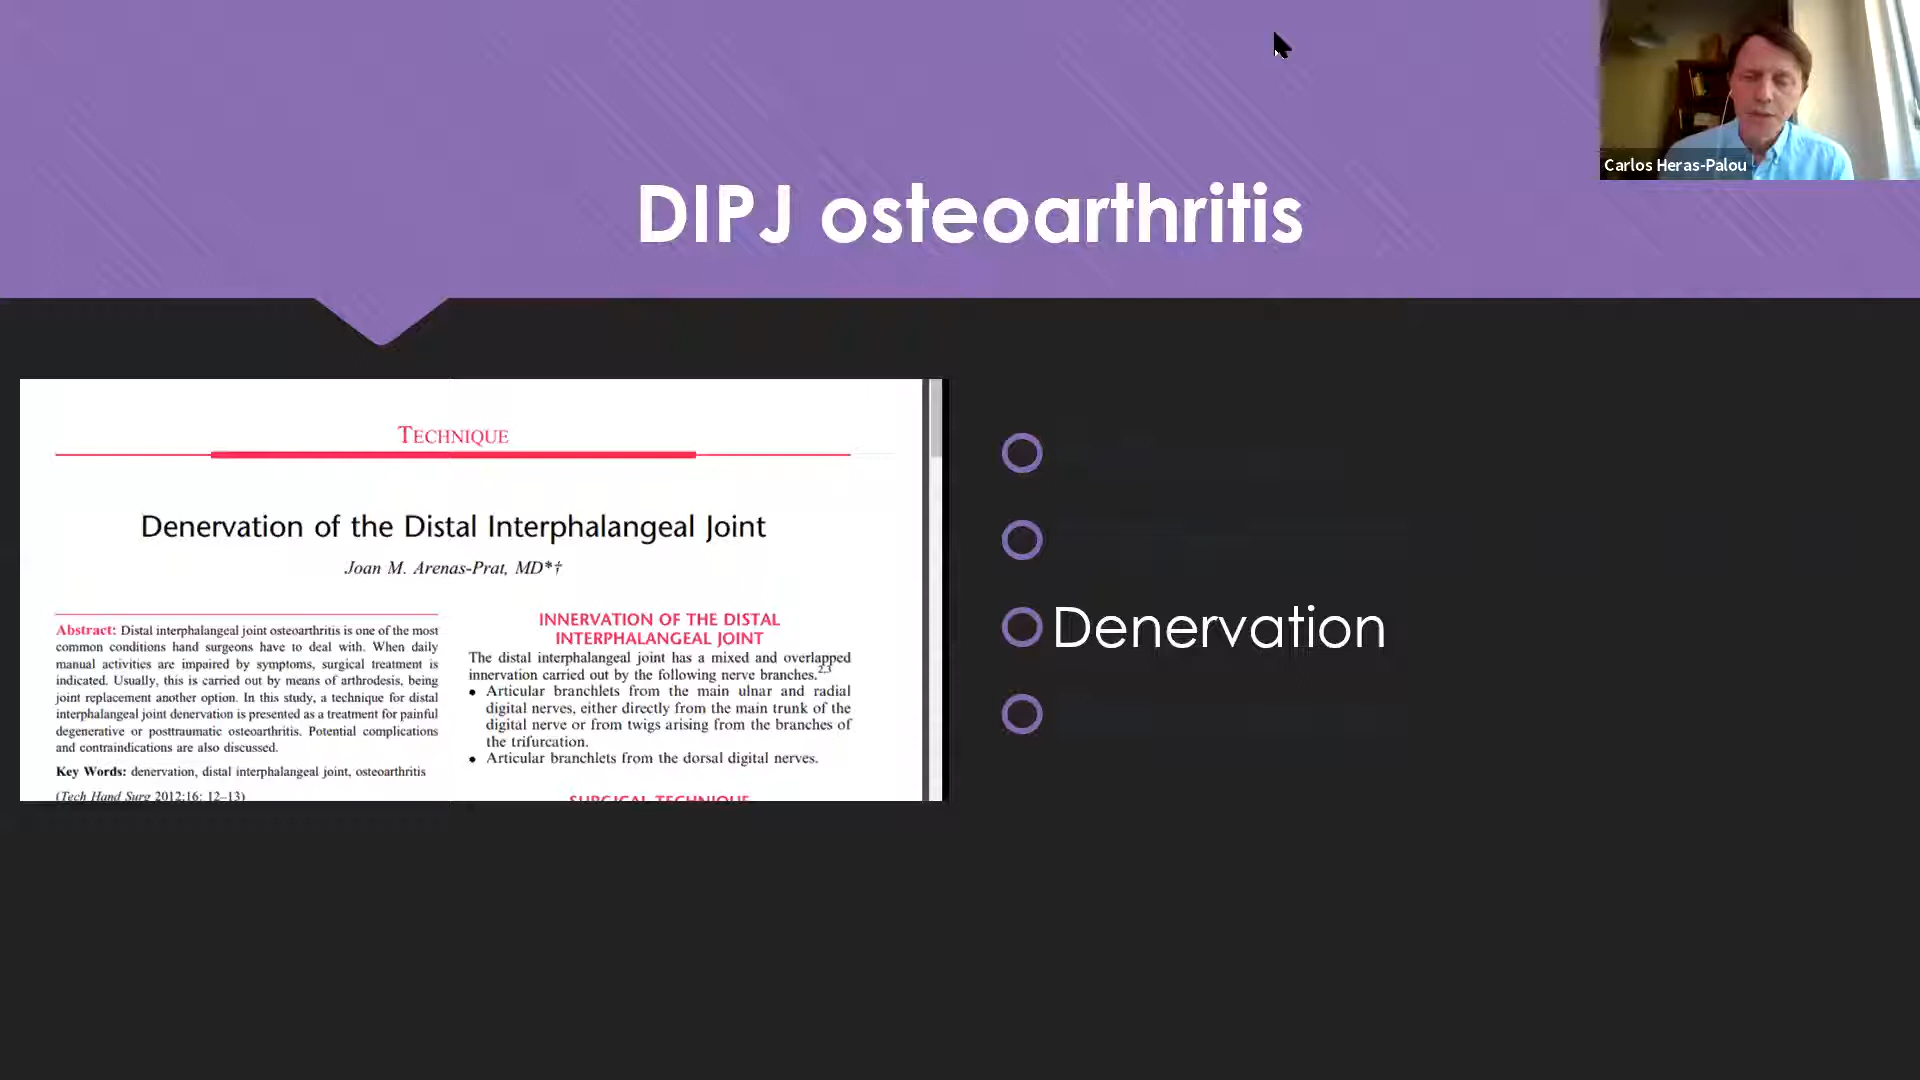 Carlos Heras-Palou
DIPJ osteoarthritis
TECHNIQUE
Denervation of the Distal Interphalangeal Joint
Joan M. Arenas-Prat, MD*†
Abstract: Distal interphalangeal joint osteoarthritis is one of the most
common conditions hand surgeons have to deal with. When daily
manual activities are impaired by symptoms, surgical treatment is
indicated. Usually, this is carried out by means of arthrodesis, being
joint replacement another option. In this study, a technique for distal
interphalangeal joint denervation is presented as a treatment for painful
degenerative or posttraumatic osteoarthritis. Potential complications
and contraindications are also discussed.
Key Words: denervation, distal interphalangeal joint, osteoarthritis
(Tech Hand Surg 2012;16: 12–13)
INNERVATION OF THE DISTAL
INTERPHALANGEAL JOINT
The distal interphalangeal joint has a mixed and overlapped
innervation carried out by the following nerve branches.2,3
• Articular branchlets from the main ulnar and radial
digital nerves, either directly from the main trunk of the
digital nerve or from twigs arising from the branches of
the trifurcation.
• Articular branchlets from the dorsal digital nerves.
SURGICAL TECHNIQUE
Denervation